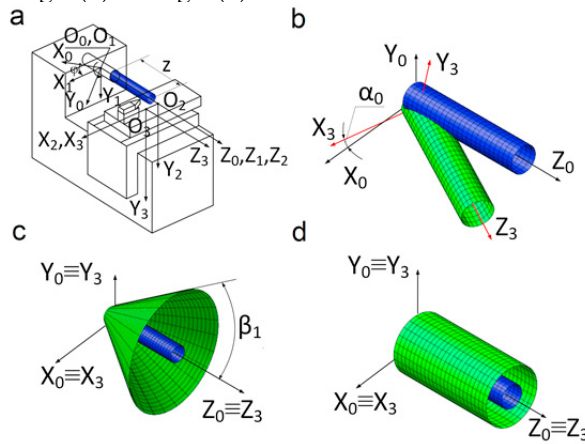 a
O₀,O₁
X₀
φ
X₁
Y₀
Y₁
z
O₂
O₃
X₂,X₃
Z₃
Z₀,Z₁,Z₂
Y₂
Y₃
b
Y₀
Y₃
α₀
X₃
X₀
Z₀
Z₃
c
Y₀≡Y₃
β₁
X₀≡X₃
Z₀≡Z₃
d
Y₀≡Y₃
X₀≡X₃
Z₀≡Z₃